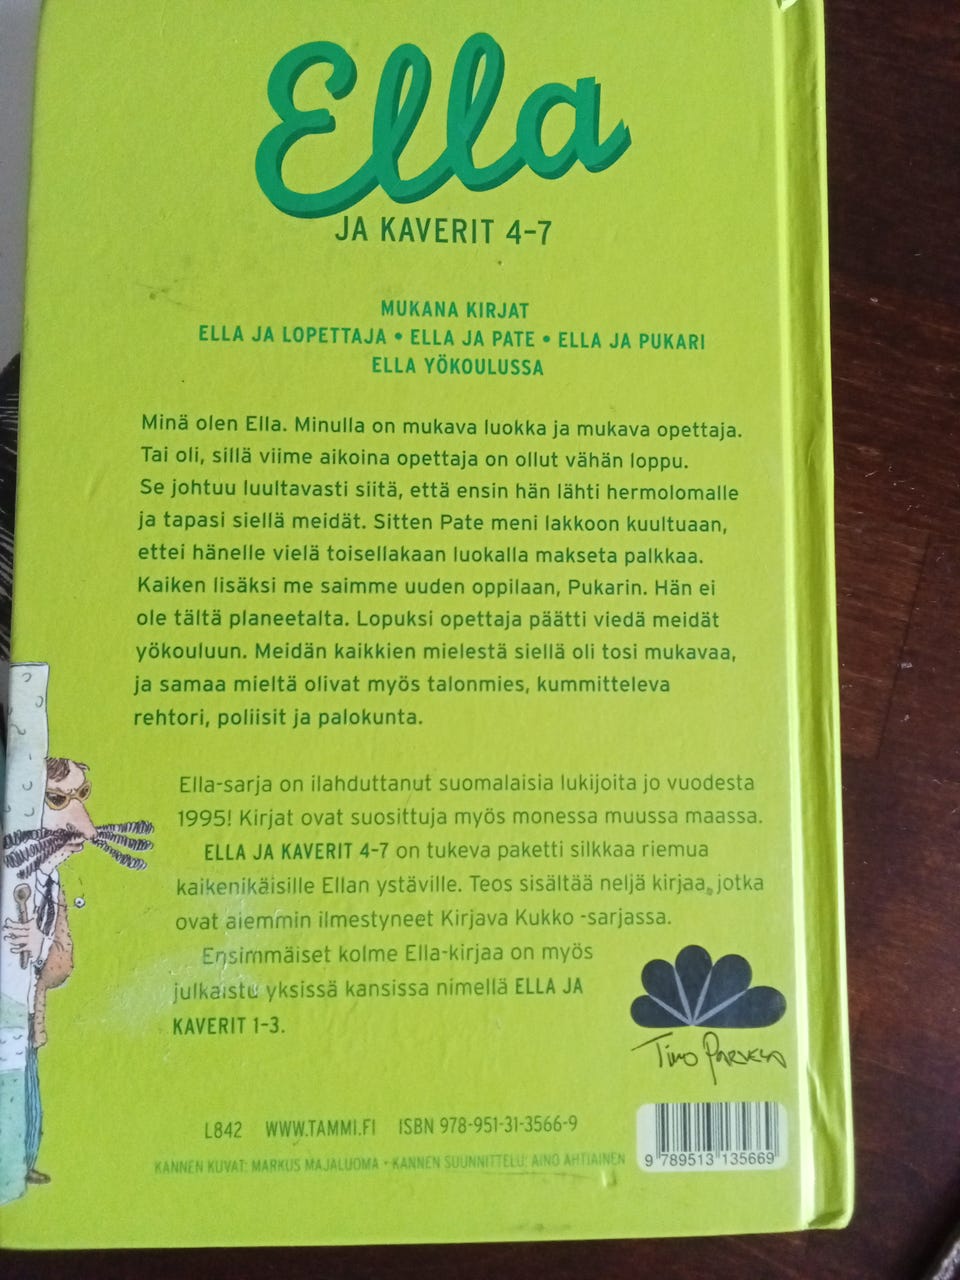 Ella
JA KAVERIT 4–7
MUKANA KIRJAT
ELLA JA LOPETTAJA • ELLA JA PATE • ELLA JA PUKARI
ELLA YÖKOULUSSA
Minä olen Ella. Minulla on mukava luokka ja mukava opettaja.
Tai oli, sillä viime aikoina opettaja on ollut vähän loppu.
Se johtuu luultavasti siitä, että ensin hän lähti hermolomalle
ja tapasi siellä meidät. Sitten Pate meni lakkoon kuultuaan,
ettei hänelle vielä toisellakaan luokalla makseta palkkaa.
Kaiken lisäksi me saimme uuden oppilaan, Pukarin. Hän ei
ole tältä planeetalta. Lopuksi opettaja päätti viedä meidät
yökouluun. Meidän kaikkien mielestä siellä oli tosi mukavaa,
ja samaa mieltä olivat myös talonmies, kummitteleva
rehtori, poliisit ja palokunta.
Ella-sarja on ilahduttanut suomalaisia lukijoita jo vuodesta
1995! Kirjat ovat suosittuja myös monessa muussa maassa.
ELLA JA KAVERIT 4–7 on tukeva paketti silkkaa riemua
kaikenikäisille Ellan ystäville. Teos sisältää neljä kirjaa, jotka
ovat aiemmin ilmestyneet Kirjava Kukko -sarjassa.
Ensimmäiset kolme Ella-kirjaa on myös
julkaistu yksissä kansissa nimellä ELLA JA
KAVERIT 1–3.
Timo Parvela
L842 WWW.TAMMI.FI ISBN 978-951-31-3566-9
9 789513 135669
KANNEN KUVAT: MARKUS MAJALUOMA • KANNEN SUUNNITTELU: AINO AHTIAINEN